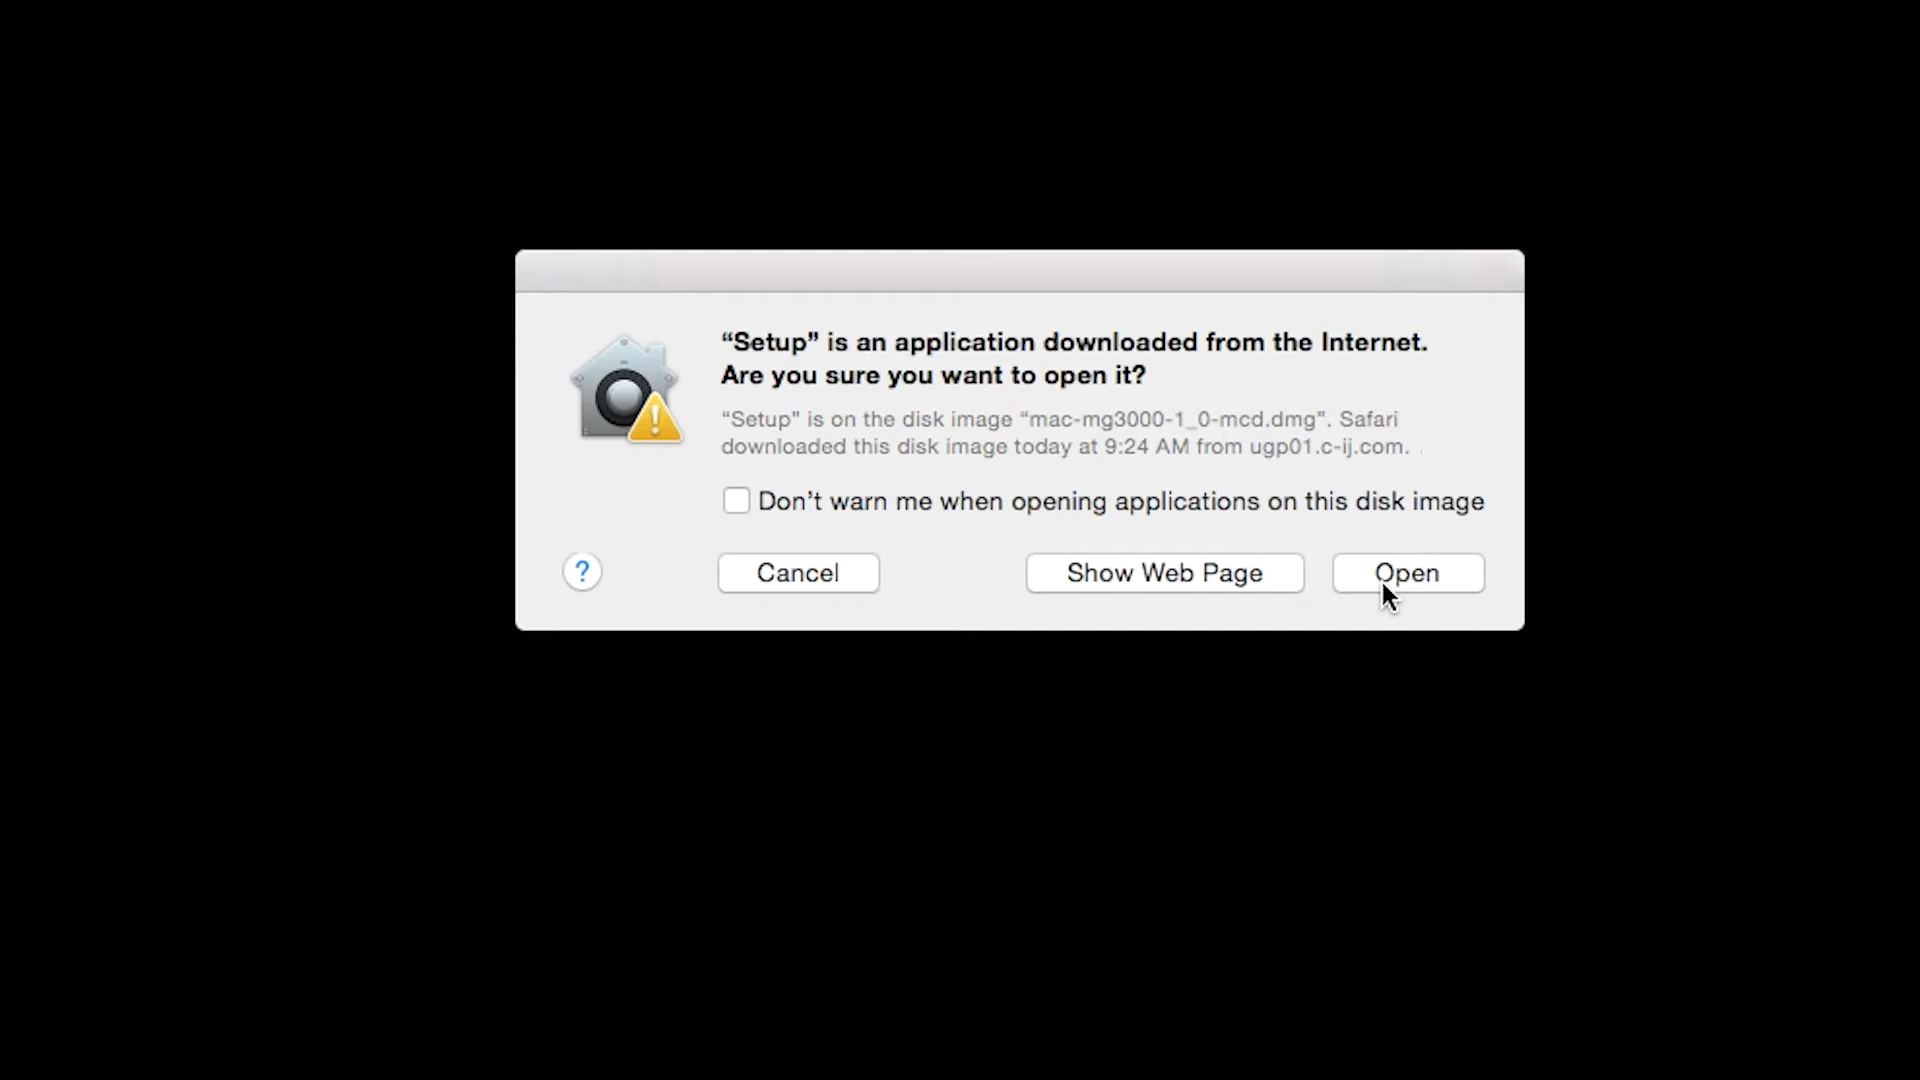 “Setup” is an application downloaded from the Internet.
Are you sure you want to open it?
“Setup” is on the disk image “mac-mg3000-1_0-mcd.dmg”. Safari
downloaded this disk image today at 9:24 AM from ugp01.c-ij.com.
Don’t warn me when opening applications on this disk image
? Cancel Show Web Page Open